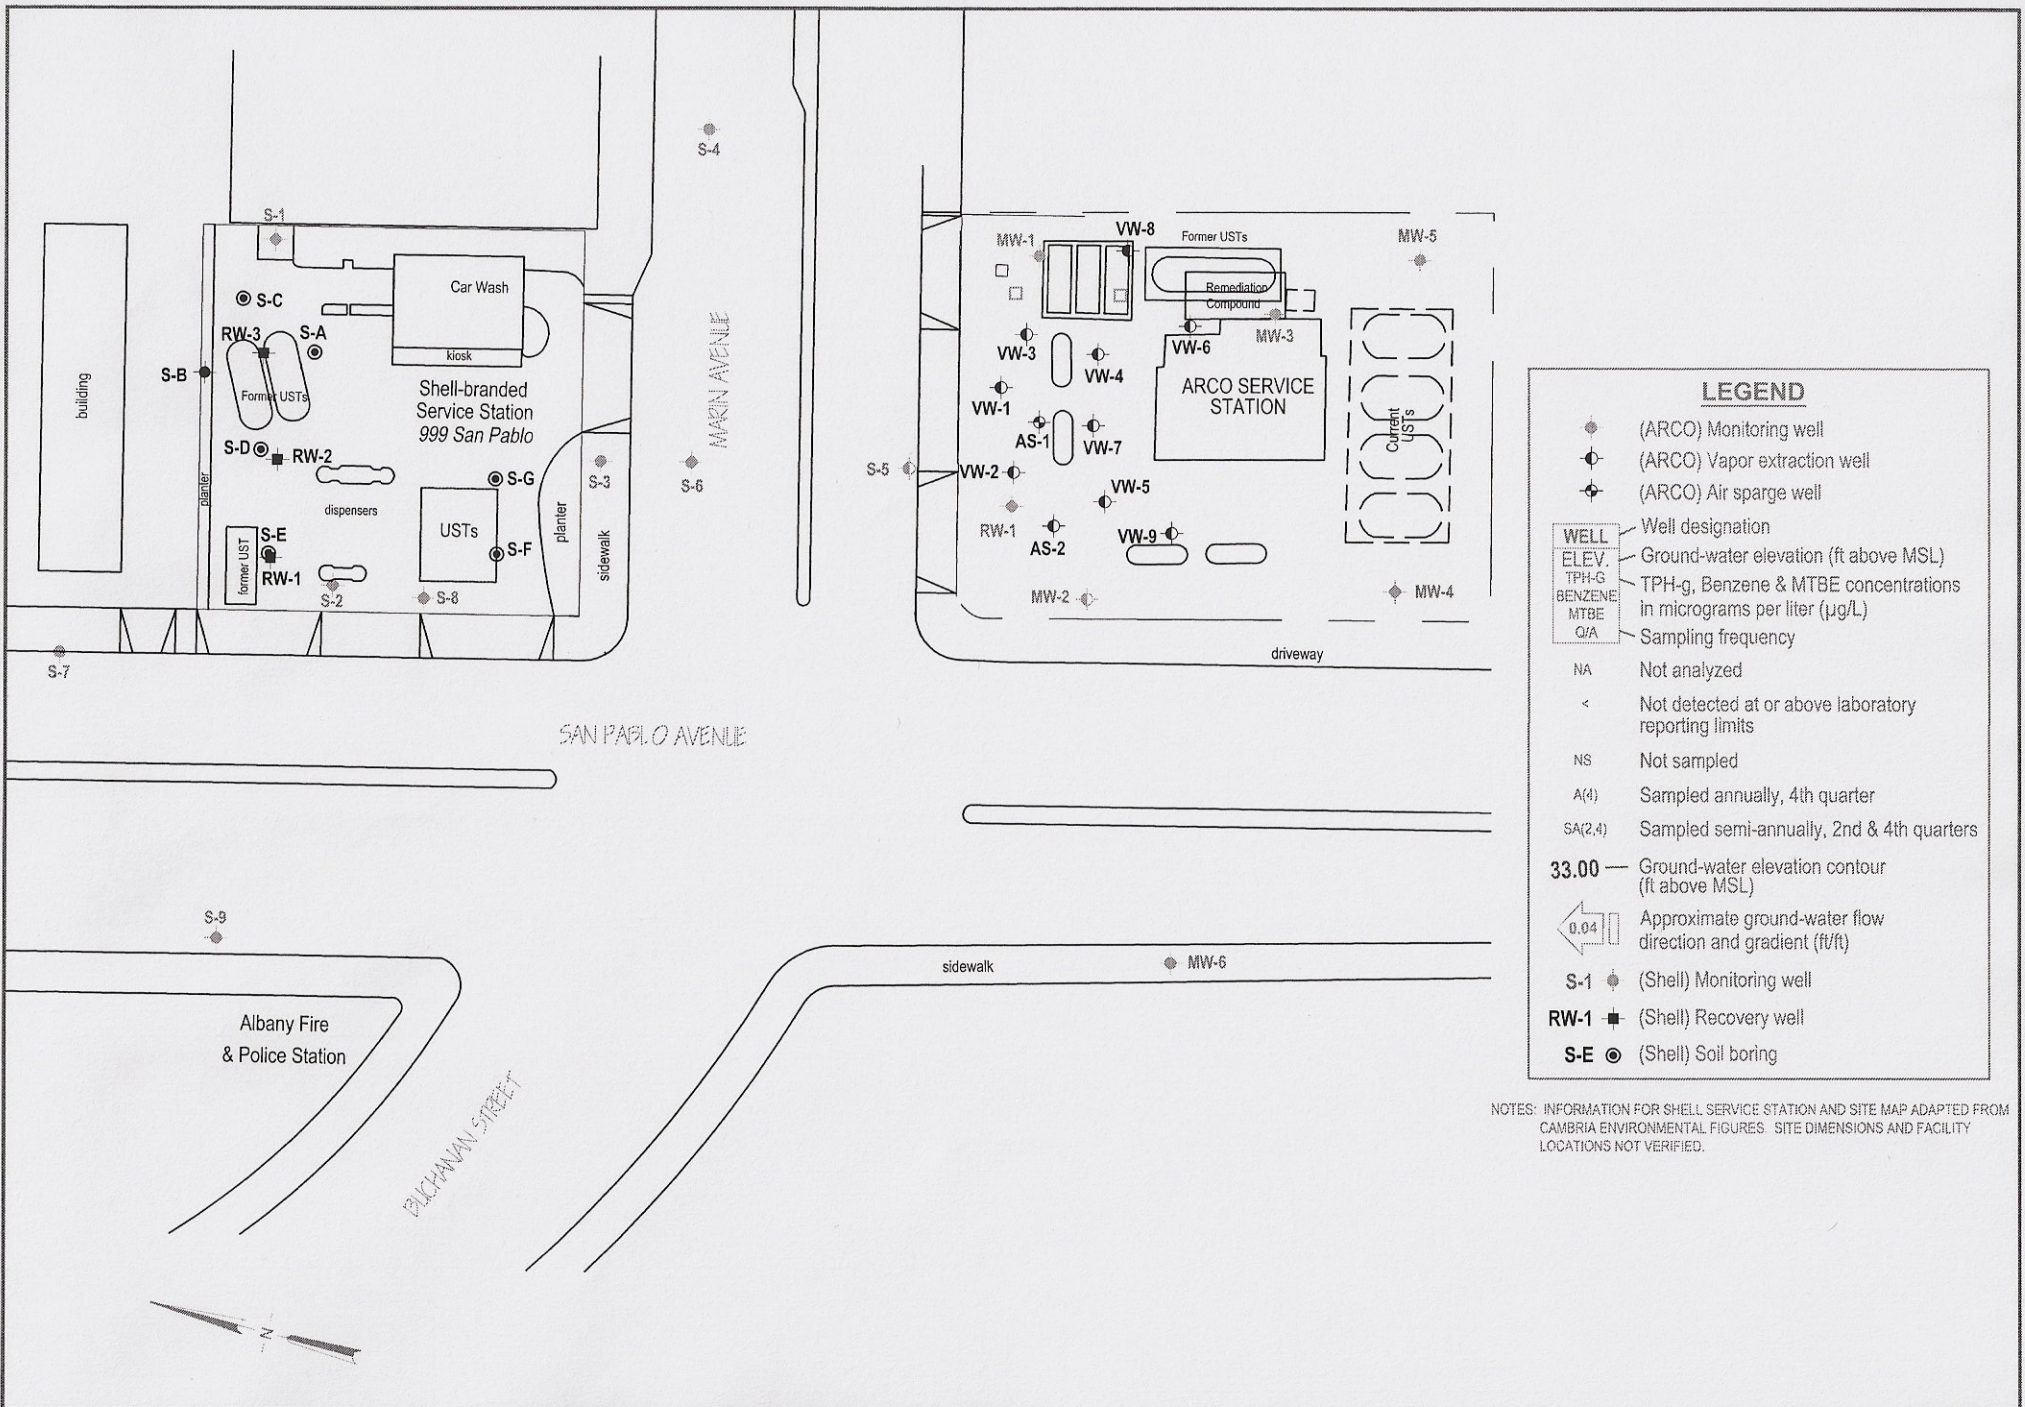 S-4
S-1
Car Wash
S-C
RW-3
S-A
kiosk
S-B
Former USTs
Shell-branded
Service Station
999 San Pablo
building
MARIN AVENUE
S-D
RW-2
S-G
S-3
S-6
planter
dispensers
USTs
planter
sidewalk
S-E
S-F
former UST
RW-1
S-2
S-8
S-7
VW-8
MW-1
Former USTs
MW-5
Remediation
Compound
VW-3
VW-6
MW-3
VW-4
ARCO SERVICE
STATION
VW-1
AS-1
VW-7
Current
USTs
S-5
VW-2
VW-5
RW-1
AS-2
VW-9
MW-2
MW-4
driveway
SAN PABLO AVENUE
S-9
sidewalk
MW-6
Albany Fire
& Police Station
BUCHANAN STREET
N
LEGEND
(ARCO) Monitoring well
(ARCO) Vapor extraction well
(ARCO) Air sparge well
WELL
Well designation
ELEV.
Ground-water elevation (ft above MSL)
TPH-G
BENZENE
MTBE
TPH-g, Benzene & MTBE concentrations
in micrograms per liter (µg/L)
Q/A
Sampling frequency
NA Not analyzed
< Not detected at or above laboratory
reporting limits
NS Not sampled
A(4) Sampled annually, 4th quarter
SA(2,4) Sampled semi-annually, 2nd & 4th quarters
33.00 Ground-water elevation contour
(ft above MSL)
0.04 Approximate ground-water flow
direction and gradient (ft/ft)
S-1 (Shell) Monitoring well
RW-1 (Shell) Recovery well
S-E (Shell) Soil boring
NOTES: INFORMATION FOR SHELL SERVICE STATION AND SITE MAP ADAPTED FROM
CAMBRIA ENVIRONMENTAL FIGURES. SITE DIMENSIONS AND FACILITY
LOCATIONS NOT VERIFIED.